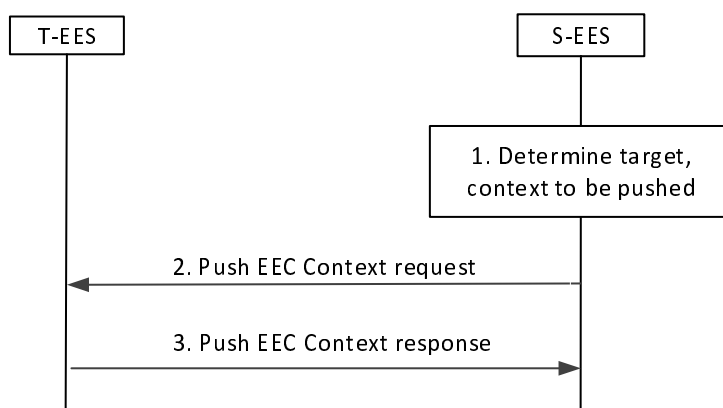 T-EES
S-EES
1. Determine target,
context to be pushed
2. Push EEC Context request
3. Push EEC Context response